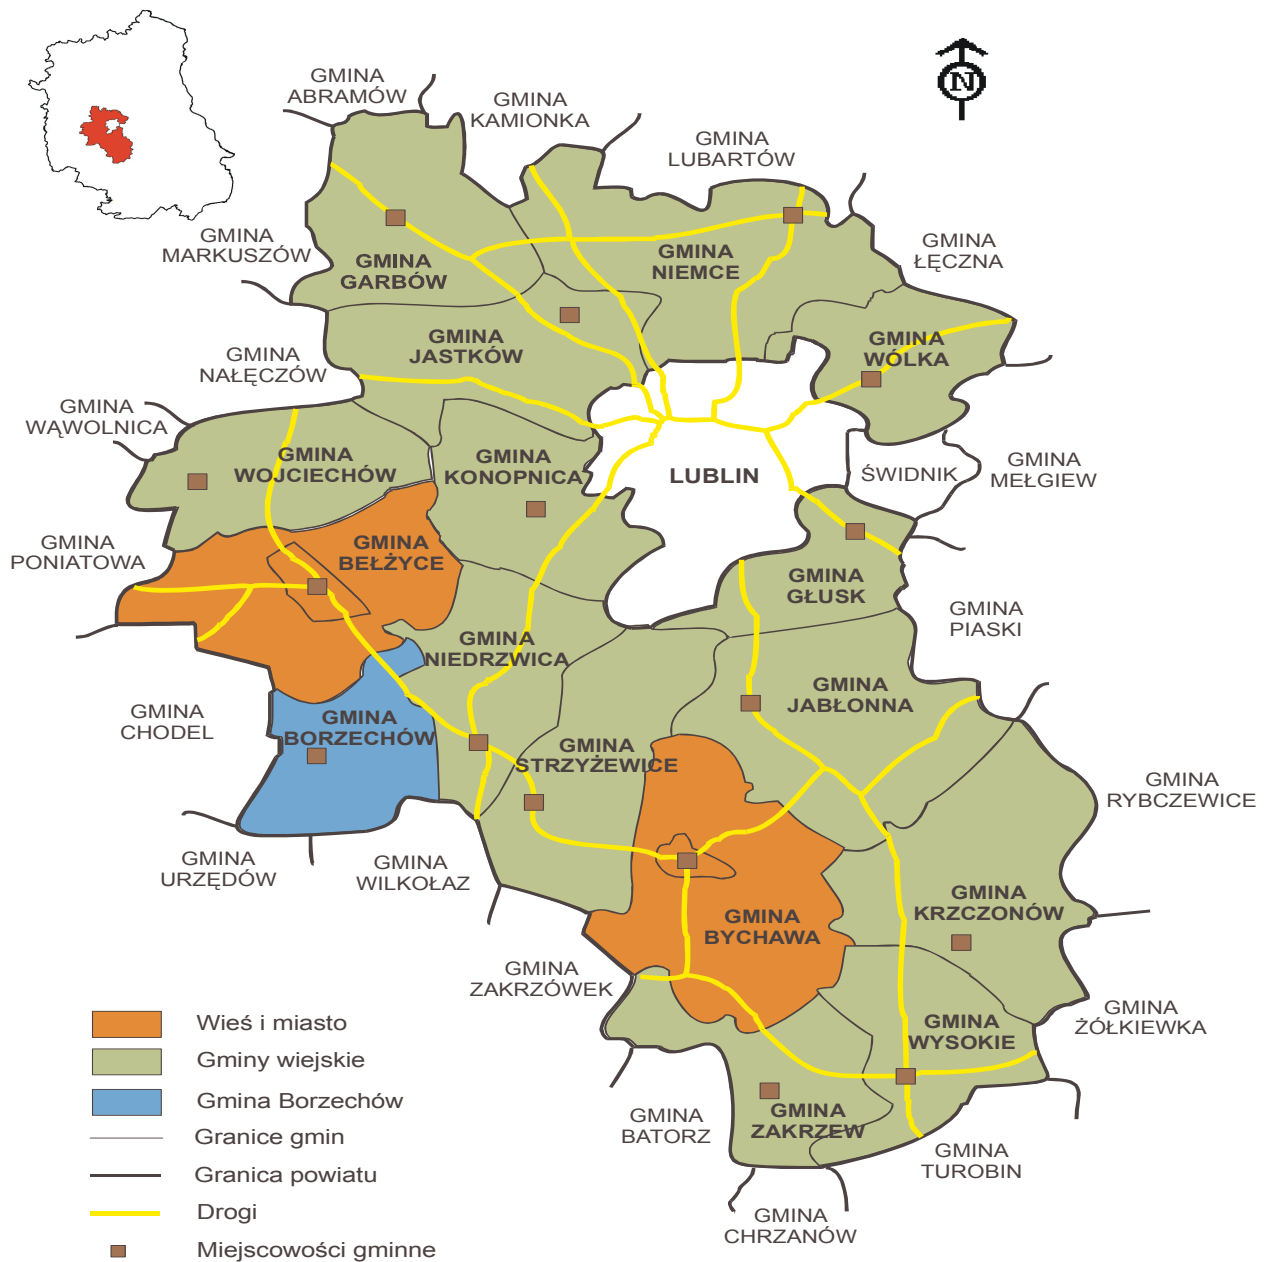 GMINA
ABRAMÓW
GMINA
KAMIONKA
GMINA
LUBARTÓW
N
GMINA
MARKUSZÓW
GMINA
GARBÓW
GMINA
NIEMCE
GMINA
ŁĘCZNA
GMINA
JASTKÓW
GMINA
WÓLKA
GMINA
NAŁĘCZÓW
GMINA
WĄWOLNICA
GMINA
WOJCIECHÓW
GMINA
KONOPNICA
LUBLIN
ŚWIDNIK
GMINA
MEŁGIEW
GMINA
PONIATOWA
GMINA
BEŁŻYCE
GMINA
GŁUSK
GMINA
PIASKI
GMINA
NIEDRZWICA
GMINA
JABŁONNA
GMINA
CHODEL
GMINA
BORZECHÓW
GMINA
STRZYŻEWICE
GMINA
RYBCZEWICE
GMINA
URZĘDÓW
GMINA
WILKOŁAZ
GMINA
KRZCZONÓW
GMINA
BYCHAWA
GMINA
ZAKRZÓWEK
GMINA
ŻÓŁKIEWKA
GMINA
WYSOKIE
GMINA
BATORZ
GMINA
ZAKRZEW
GMINA
TUROBIN
GMINA
CHRZANÓW
Wieś i miasto
Gminy wiejskie
Gmina Borzechów
Granice gmin
Granica powiatu
Drogi
Miejscowości gminne